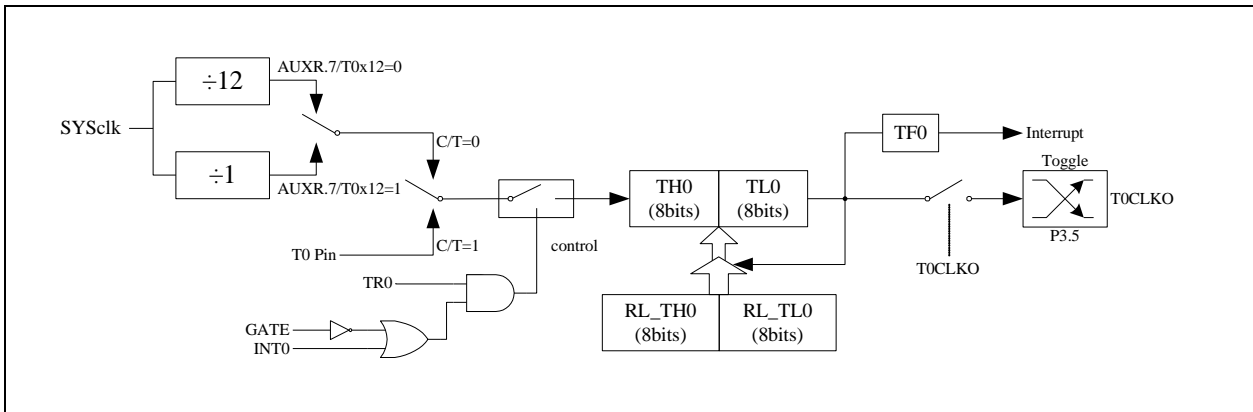 ÷12
AUXR.7/T0x12=0
SYSclk
÷1
AUXR.7/T0x12=1
C/T=0
C/T=1
T0 Pin
control
TR0
GATE
INT0
TH0
(8bits)
TL0
(8bits)
RL_TH0
(8bits)
RL_TL0
(8bits)
TF0
Interrupt
Toggle
T0CLKO
P3.5
T0CLKO